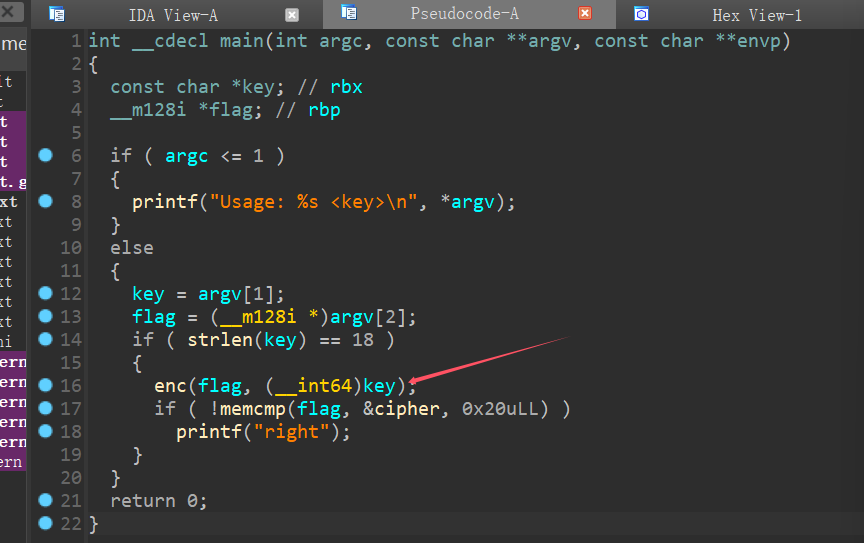 IDA View-A Pseudocode-A Hex View-1
me
it
t
t
t
t
t. g
xt
xt
xt
xt
xt
xt
xt
ni
ern
ern
ern
ern
ern
ern
1 int __cdecl main(int argc, const char **argv, const char **envp)
2 {
3 const char *key; // rbx
4 __m128i *flag; // rbp
5
6 if ( argc <= 1 )
7 {
8 printf("Usage: %s <key>\n", *argv);
9 }
10 else
11 {
12 key = argv[1];
13 flag = (__m128i *)argv[2];
14 if ( strlen(key) == 18 )
15 {
16 enc(flag, (__int64)key);
17 if ( !memcmp(flag, &cipher, 0x20uLL) )
18 printf("right");
19 }
20 }
21 return 0;
22 }